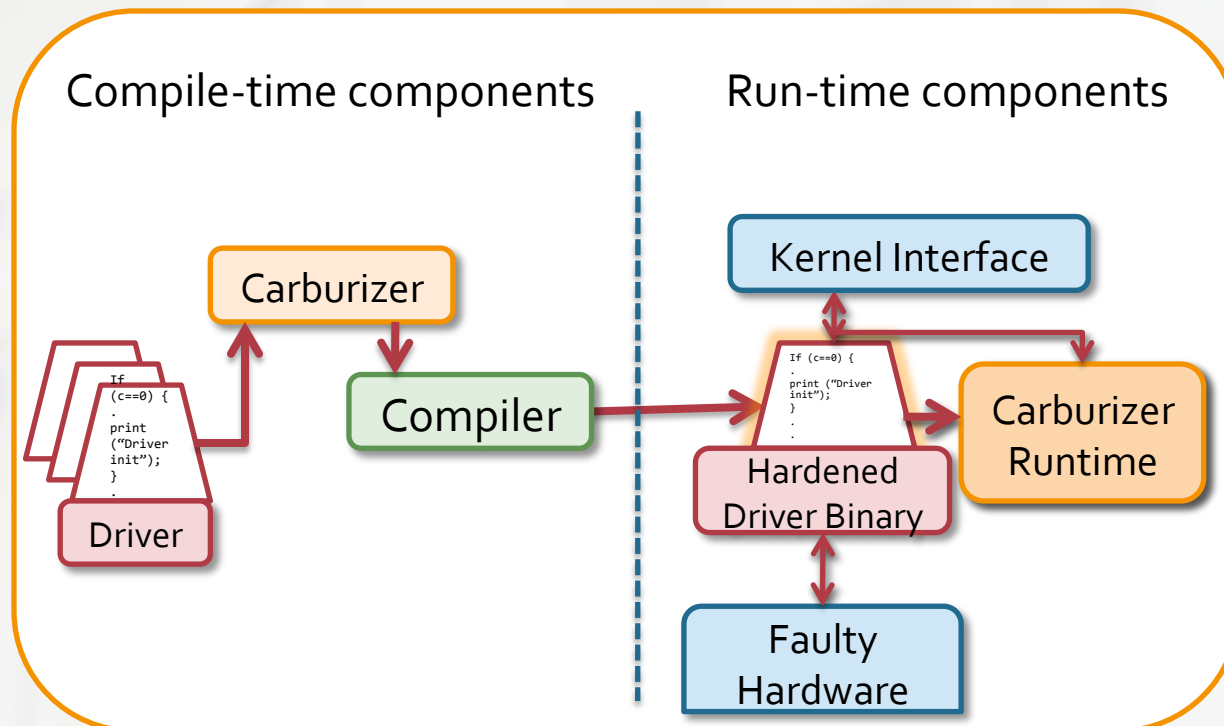 Compile-time components
Run-time components
Carburizer
If
(c==0) {
.
print
(“Driver
init”);
}
.
Driver
Compiler
Kernel Interface
If (c==0) {
.
print (“Driver
init”);
}
.
.
Hardened
Driver Binary
Carburizer
Runtime
Faulty
Hardware